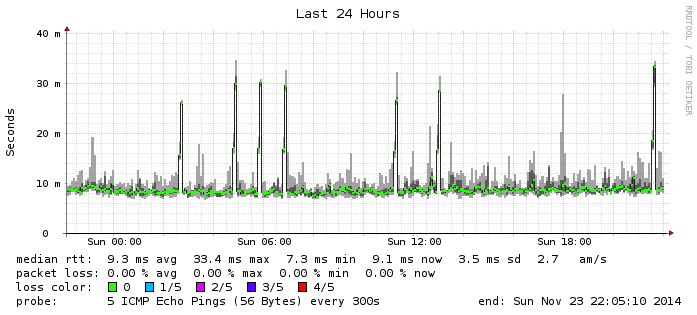 Last 24 Hours
RRDTOOL / TOBI OETIKER
Seconds
40 m
30 m
20 m
10 m
0
Sun 00:00 Sun 06:00 Sun 12:00 Sun 18:00
median rtt: 9.3 ms avg 33.4 ms max 7.3 ms min 9.1 ms now 3.5 ms sd 2.7 am/s
packet loss: 0.00 % avg 0.00 % max 0.00 % min 0.00 % now
loss color: 0 1/5 2/5 3/5 4/5
probe: 5 ICMP Echo Pings (56 Bytes) every 300s end: Sun Nov 23 22:05:10 2014